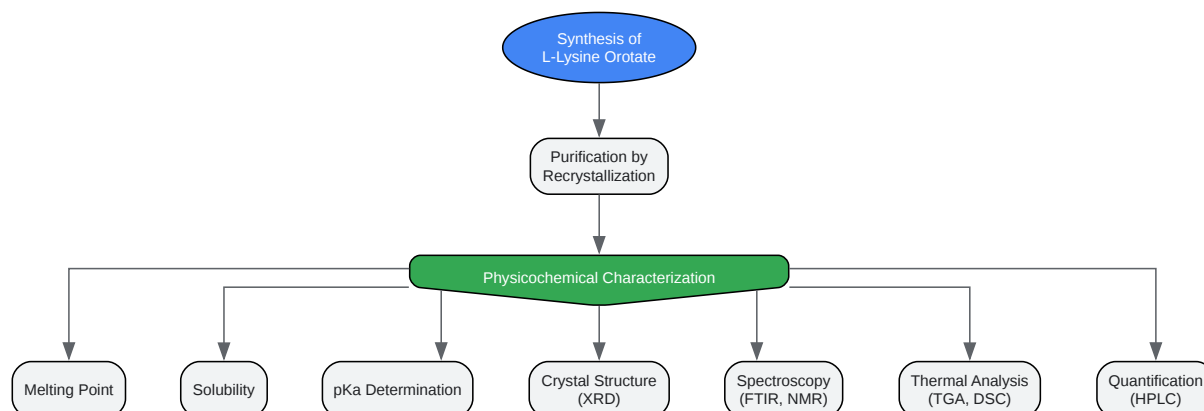 Synthesis of
L-Lysine Orotate
Purification by
Recrystallization
Physicochemical Characterization
Melting Point
Solubility
pKa Determination
Crystal Structure
(XRD)
Spectroscopy
(FTIR, NMR)
Thermal Analysis
(TGA, DSC)
Quantification
(HPLC)